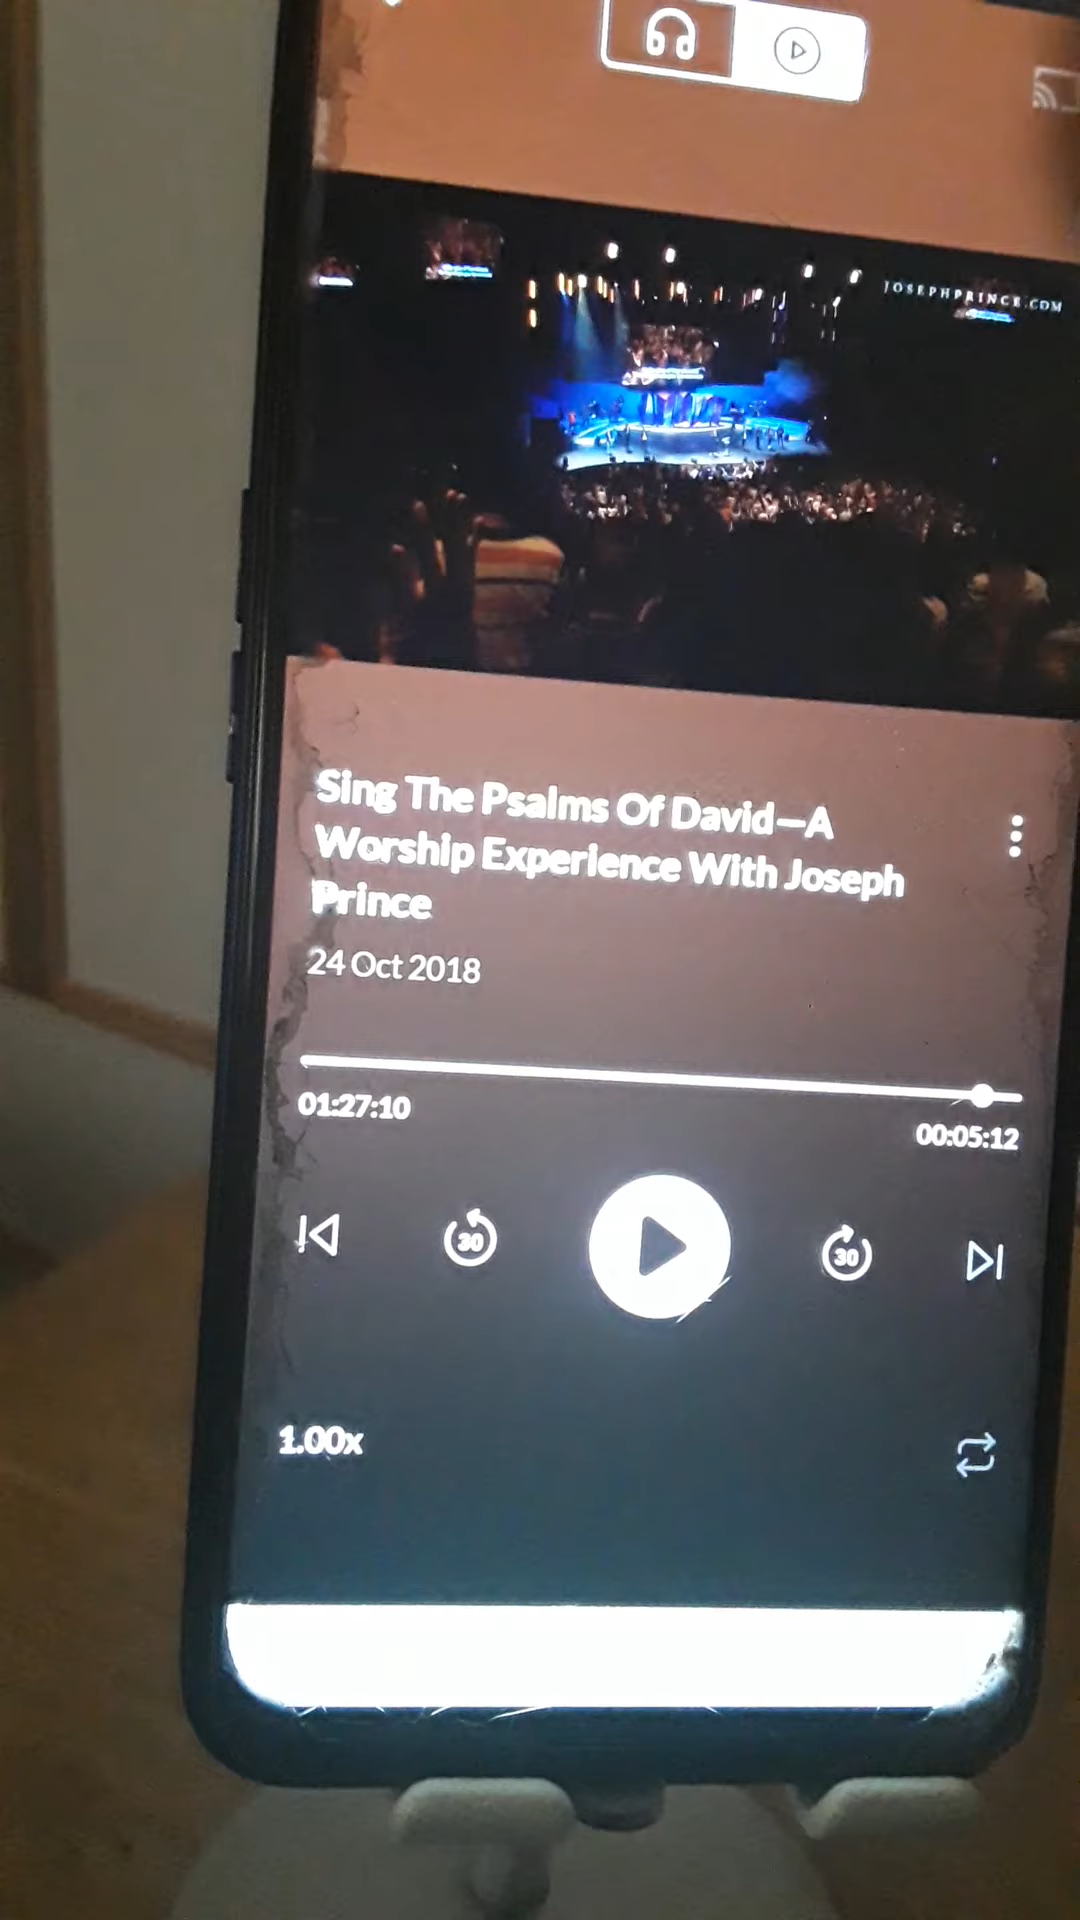 JOSEPHPRINCE.COM
Sing The Psalms Of David—A
Worship Experience With Joseph
Prince
24 Oct 2018
01:27:10
00:05:12
30
30
1.00x